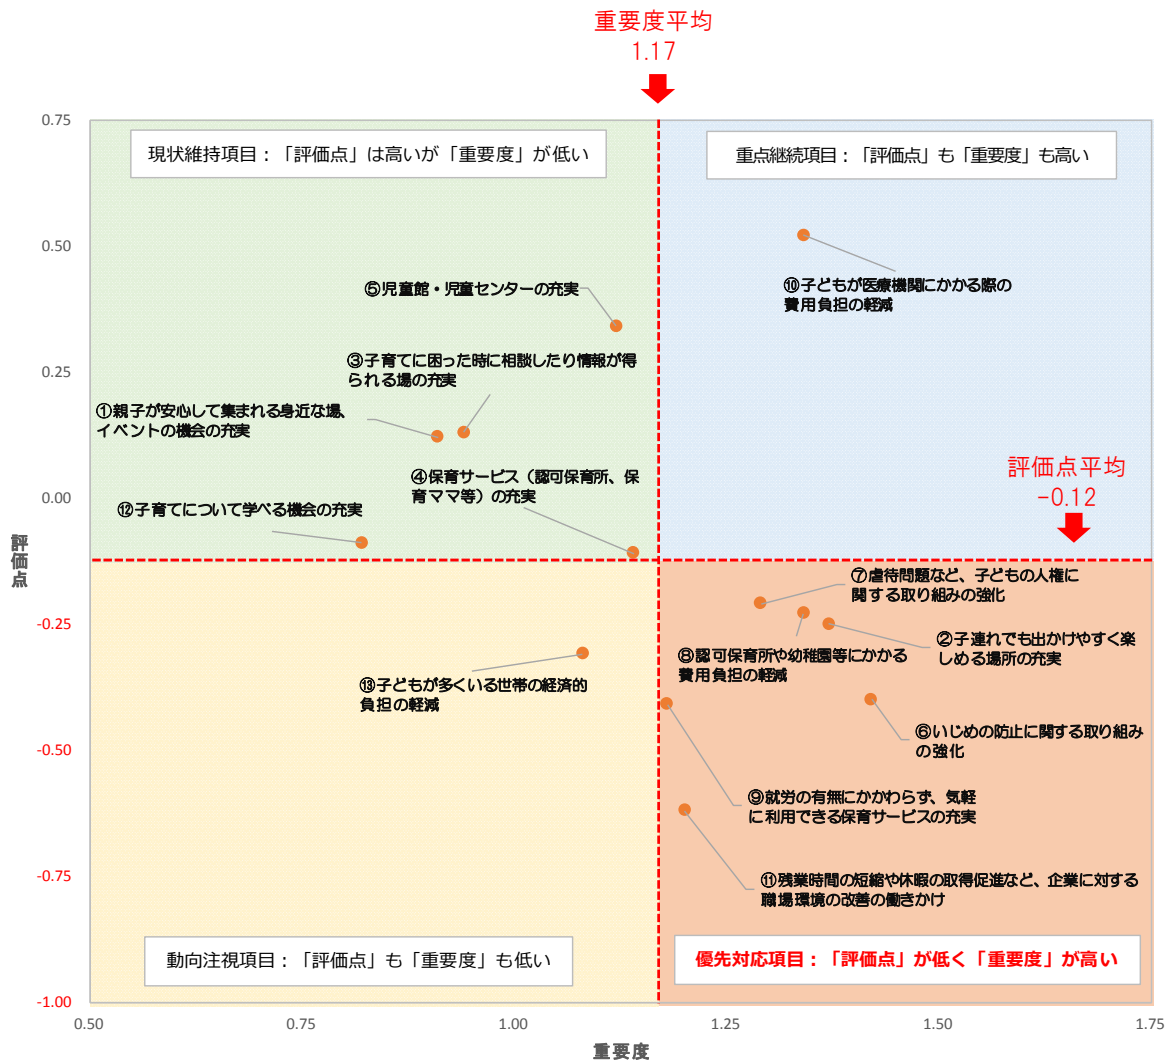 重要度平均
1.17
0.75
現状維持項目：「評価点」は高いが「重要度」が低い
重点継続項目：「評価点」も「重要度」も高い
0.50
⑤児童館・児童センターの充実
⑩子どもが医療機関にかかる際の
費用負担の軽減
0.25
③子育てに困った時に相談したり情報が得
られる場の充実
①親子が安心して集まれる身近な場、
イベントの機会の充実
④保育サービス（認可保育所、保
育ママ等）の充実
評価点平均
-0.12
0.00
⑫子育てについて学べる機会の充実
評価点
⑦虐待問題など、子どもの人権に
関する取り組みの強化
-0.25
②子連れでも出かけやすく楽
しめる場所の充実
⑧認可保育所や幼稚園等にかかる
費用負担の軽減
⑬子どもが多くいる世帯の経済的
負担の軽減
⑥いじめの防止に関する取り組み
の強化
-0.50
⑨就労の有無にかかわらず、気軽
に利用できる保育サービスの充実
-0.75
⑪残業時間の短縮や休暇の取得促進など、企業に対する
職場環境の改善の働きかけ
動向注視項目：「評価点」も「重要度」も低い
優先対応項目：「評価点」が低く「重要度」が高い
-1.00
0.50
0.75
1.00
1.25
1.50
1.75
重要度